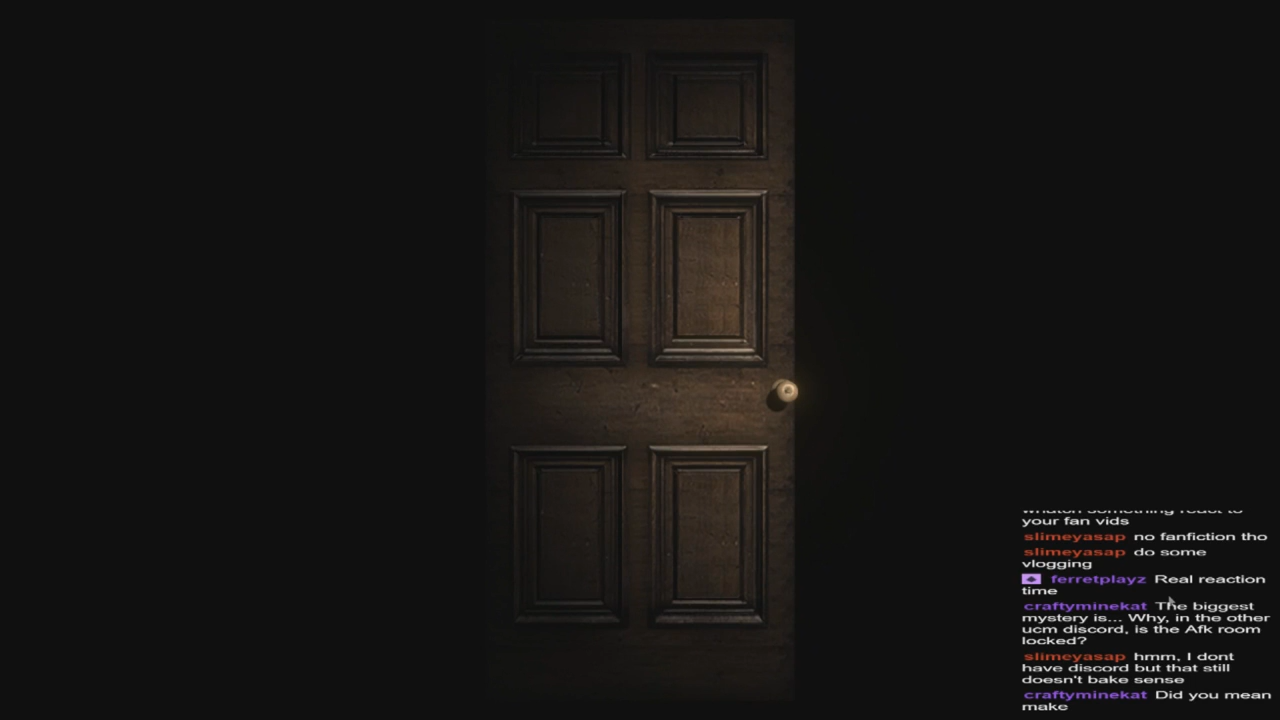 your fan vids
slimeyasap no fanfiction tho
slimeyasap do some
vlogging
ferretplayz Real reaction
time
craftyminekat The biggest
mystery is... Why, in the other
ucm discord, is the Afk room
locked?
slimeyasap hmm, I dont
have discord but that still
doesn't bake sense
craftyminekat Did you mean
make